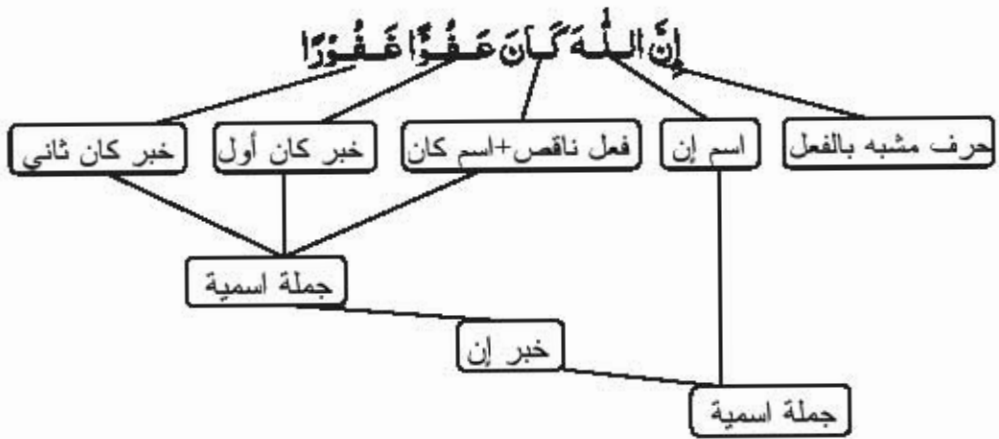 إِنَّ اللّٰهَ كَانَ عَفُوًّا غَفُوْرًا
حرف مشبه بالفعل
اسم إن
فعل ناقص+اسم كان
خبر كان أول
خبر كان ثاني
جملة اسمية
خبر إن
جملة اسمية